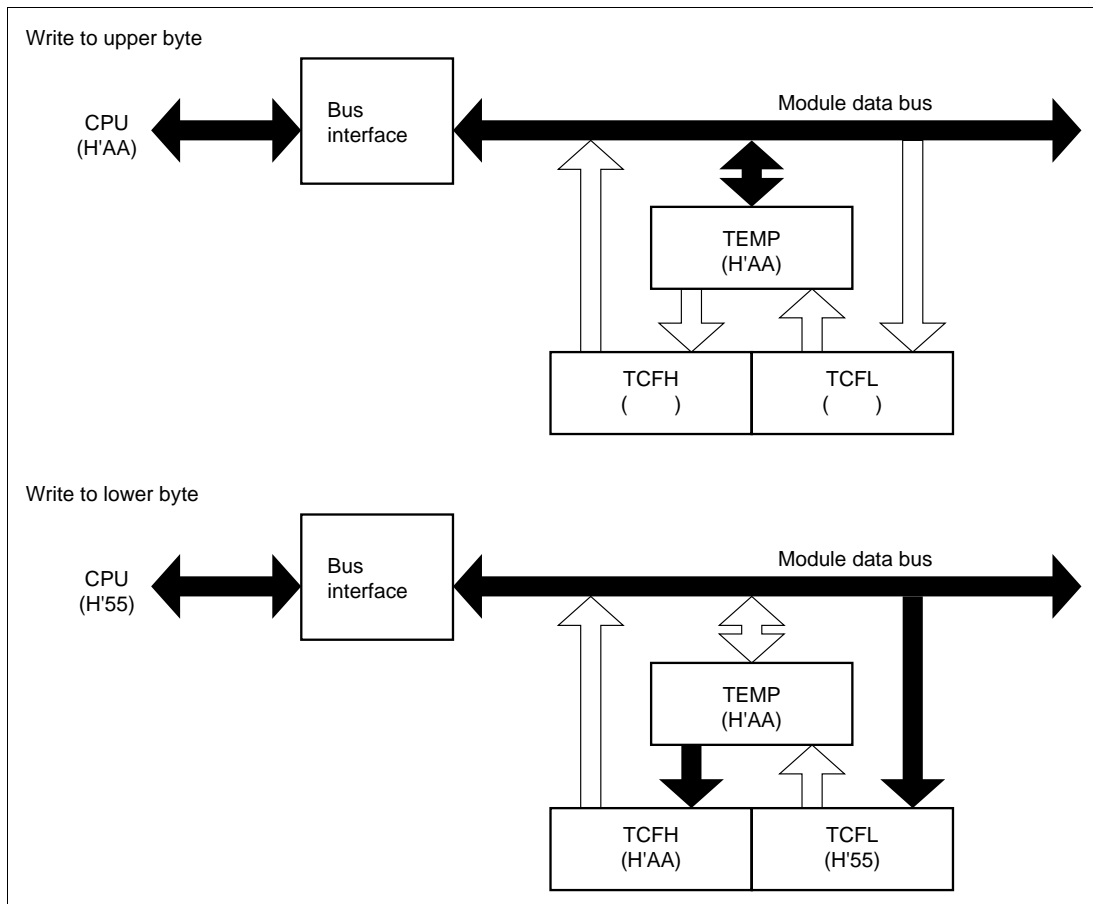 Write to upper byte
CPU
(H'AA)
Bus
interface
Module data bus
TEMP
(H'AA)
TCFH
( )
TCFL
( )
Write to lower byte
CPU
(H'55)
Bus
interface
Module data bus
TEMP
(H'AA)
TCFH
(H'AA)
TCFL
(H'55)